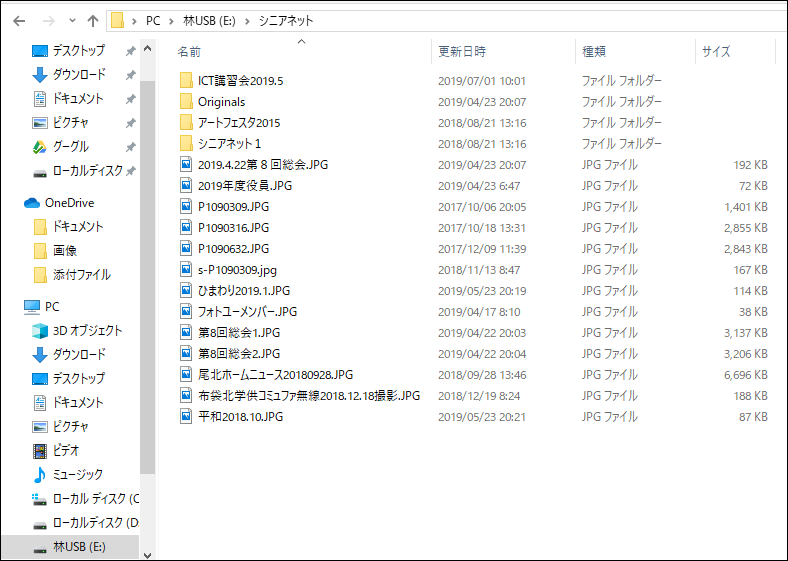 PC › 林USB (E:) › シニアネット
名前 更新日時 種類 サイズ
デスクトップ
ダウンロード
ドキュメント
ピクチャ
グーグル
ローカルディスク
OneDrive
ドキュメント
画像
添付ファイル
PC
3D オブジェクト
ダウンロード
デスクトップ
ドキュメント
ピクチャ
ビデオ
ミュージック
ローカル ディスク (C
ローカルディスク (D:
林USB (E:)
ICT講習会2019.5 2019/07/01 10:01 ファイル フォルダー
Originals 2019/04/23 20:07 ファイル フォルダー
アートフェスタ2015 2018/08/21 13:16 ファイル フォルダー
シニアネット 1 2018/08/21 13:16 ファイル フォルダー
2019.4.22第 8 回総会.JPG 2019/04/23 20:07 JPG ファイル 192 KB
2019年度役員.JPG 2019/04/23 6:47 JPG ファイル 72 KB
P1090309.JPG 2017/10/06 20:05 JPG ファイル 1,401 KB
P1090316.JPG 2017/10/18 13:31 JPG ファイル 2,855 KB
P1090632.JPG 2017/12/09 11:39 JPG ファイル 2,843 KB
s-P1090309.jpg 2018/11/13 8:47 JPG ファイル 167 KB
ひまわり2019.1.JPG 2019/05/23 20:19 JPG ファイル 114 KB
フォトユーメンバー.JPG 2019/04/17 8:10 JPG ファイル 38 KB
第8回総会1.JPG 2019/04/22 20:03 JPG ファイル 3,137 KB
第8回総会2.JPG 2019/04/22 20:04 JPG ファイル 3,206 KB
尾北ホームニュース20180928.JPG 2018/09/28 13:46 JPG ファイル 6,696 KB
布袋北学供コミュファ無線2018.12.18撮影.JPG 2018/12/19 8:24 JPG ファイル 188 KB
平和2018.10.JPG 2019/05/23 20:21 JPG ファイル 87 KB